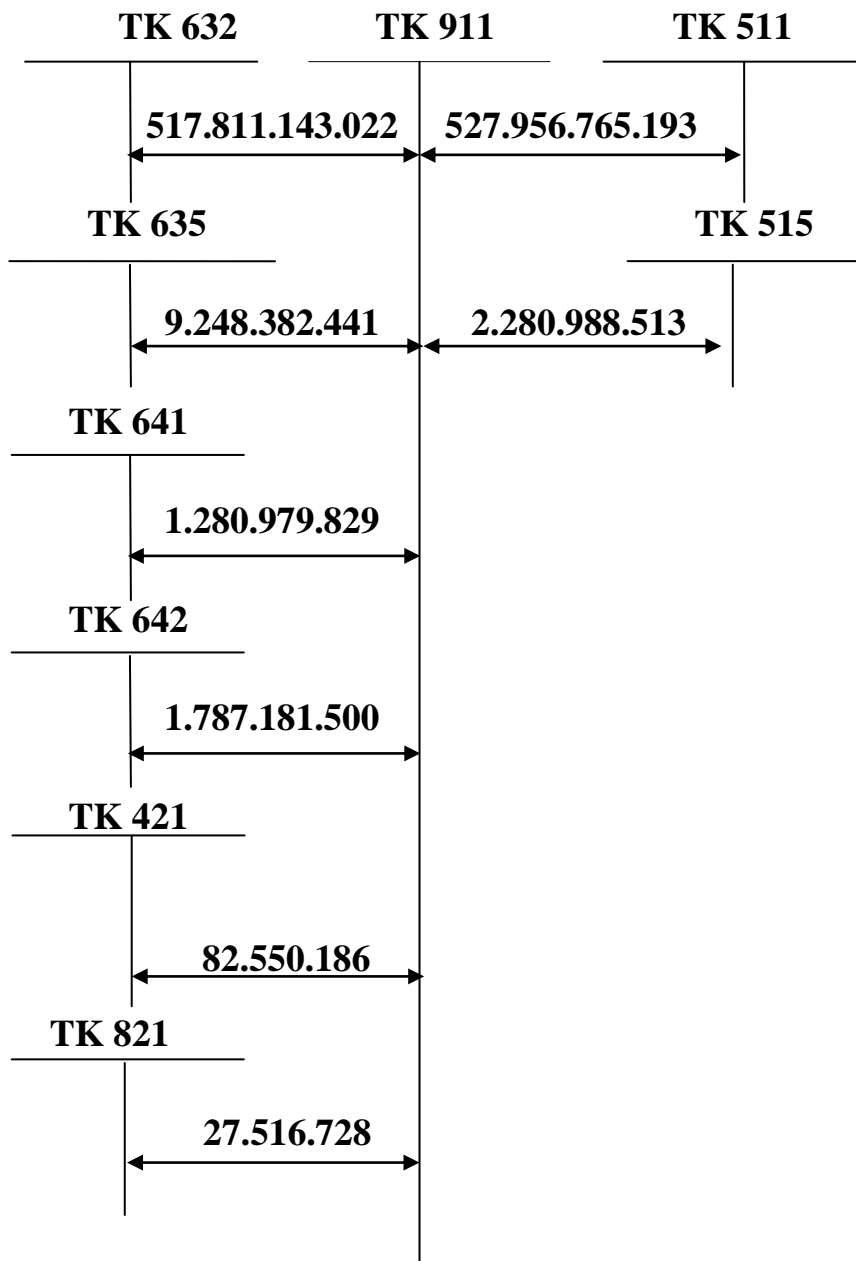 TK 632 TK 911 TK 511
517.811.143.022 527.956.765.193
TK 635 TK 515
9.248.382.441 2.280.988.513
TK 641
1.280.979.829
TK 642
1.787.181.500
TK 421
82.550.186
TK 821
27.516.728